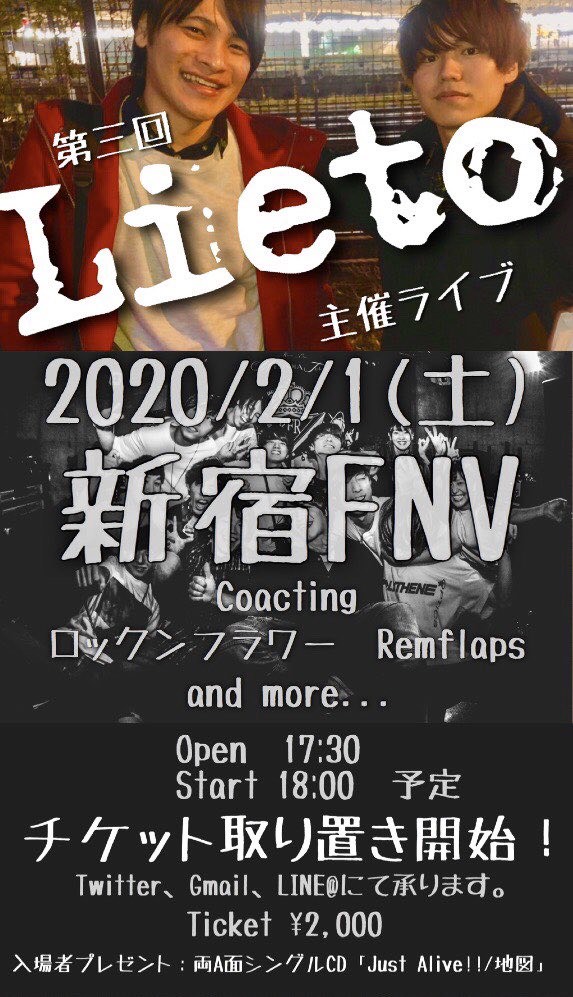 第三回
Lieto
主催ライブ
2020/2/1(土)
新宿FNV
Coacting
ロックンフラワー Remflaps
and more...
Open 17:30
Start 18:00 予定
チケット取り置き開始！
Twitter、Gmail、LINE@にて承ります。
Ticket ¥2,000
入場者プレゼント：両A面シングルCD「Just Alive!!/地図」